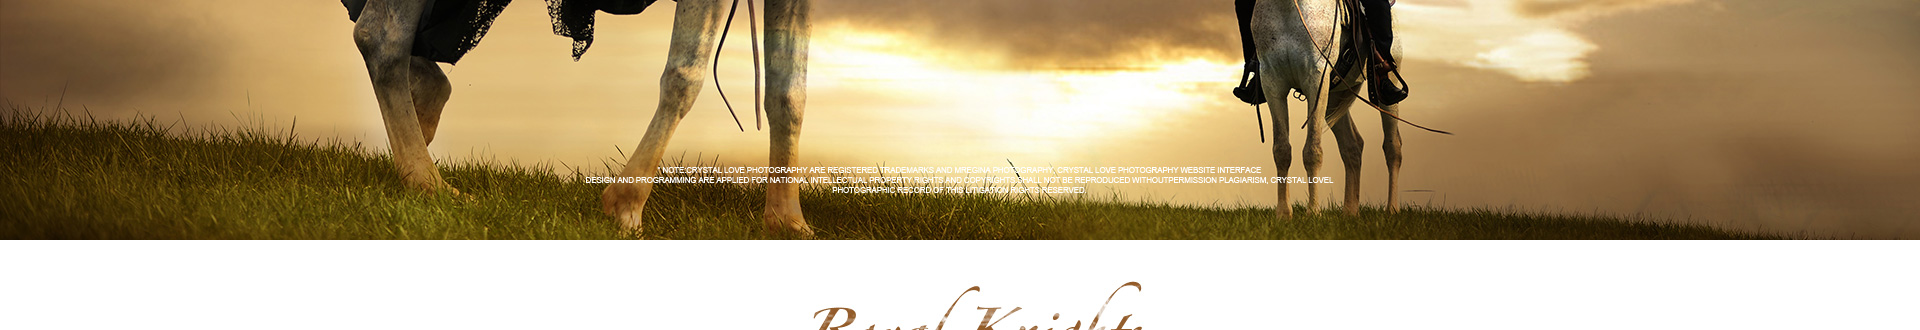 * NOTE:CRYSTAL LOVE PHOTOGRAPHY ARE REGISTERED TRADEMARKS AND MREGINA PHOTOGRAPHY, CRYSTAL LOVE PHOTOGRAPHY WEBSITE INTERFACE
DESIGN AND PROGRAMMING ARE APPLIED FOR NATIONAL INTELLECTUAL PROPERTY RIGHTS AND COPYRIGHT, SHALL NOT BE REPRODUCED WITHOUTPERMISSION PLAGIARISM, CRYSTAL LOVEL
PHOTOGRAPHIC RECORD OF THIS LITIGATION RIGHTS RESERVED.
Royal Knights